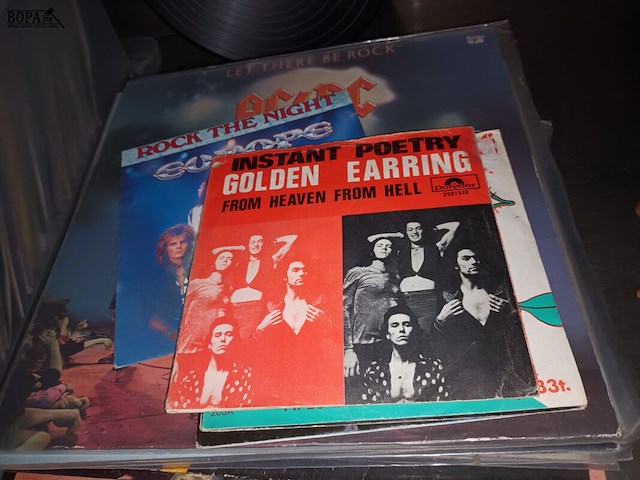 BOPA.be
LET THERE BE ROCK
AC/DC
ROCK THE NIGHT
EUROPE
INSTANT POETRY
GOLDEN EARRING
FROM HEAVEN FROM HELL
Polydor
33t.